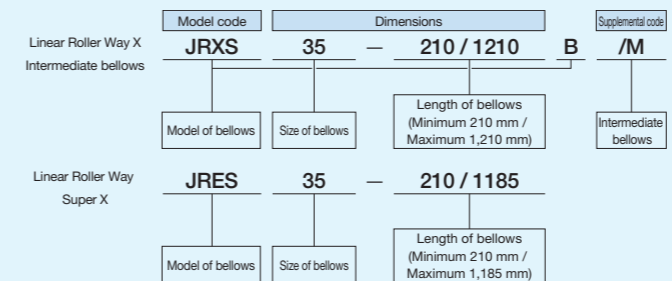 Model code Dimensions Supplemental code
Linear Roller Way X
Intermediate bellows
JRXS 35 — 210 / 1210 B /M
Model of bellows
Size of bellows
Length of bellows
(Minimum 210 mm /
Maximum 1,210 mm)
Intermediate
bellows
Linear Roller Way
Super X
JRES 35 — 210 / 1185
Model of bellows
Size of bellows
Length of bellows
(Minimum 210 mm /
Maximum 1,185 mm)